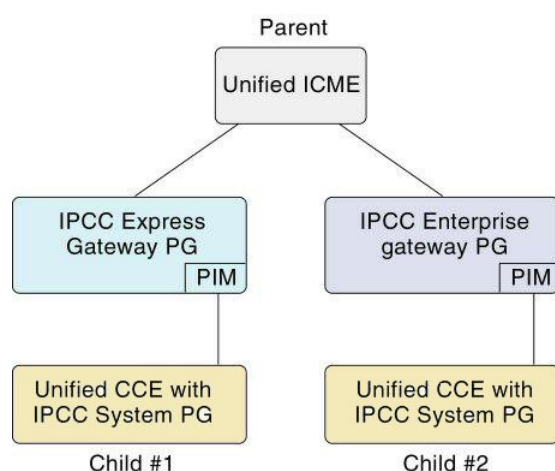 Parent
Unified ICME
IPCC Express
Gateway PG
PIM
IPCC Enterprise
gateway PG
PIM
Unified CCE with
IPCC System PG
Unified CCE with
IPCC System PG
Child #1
Child #2